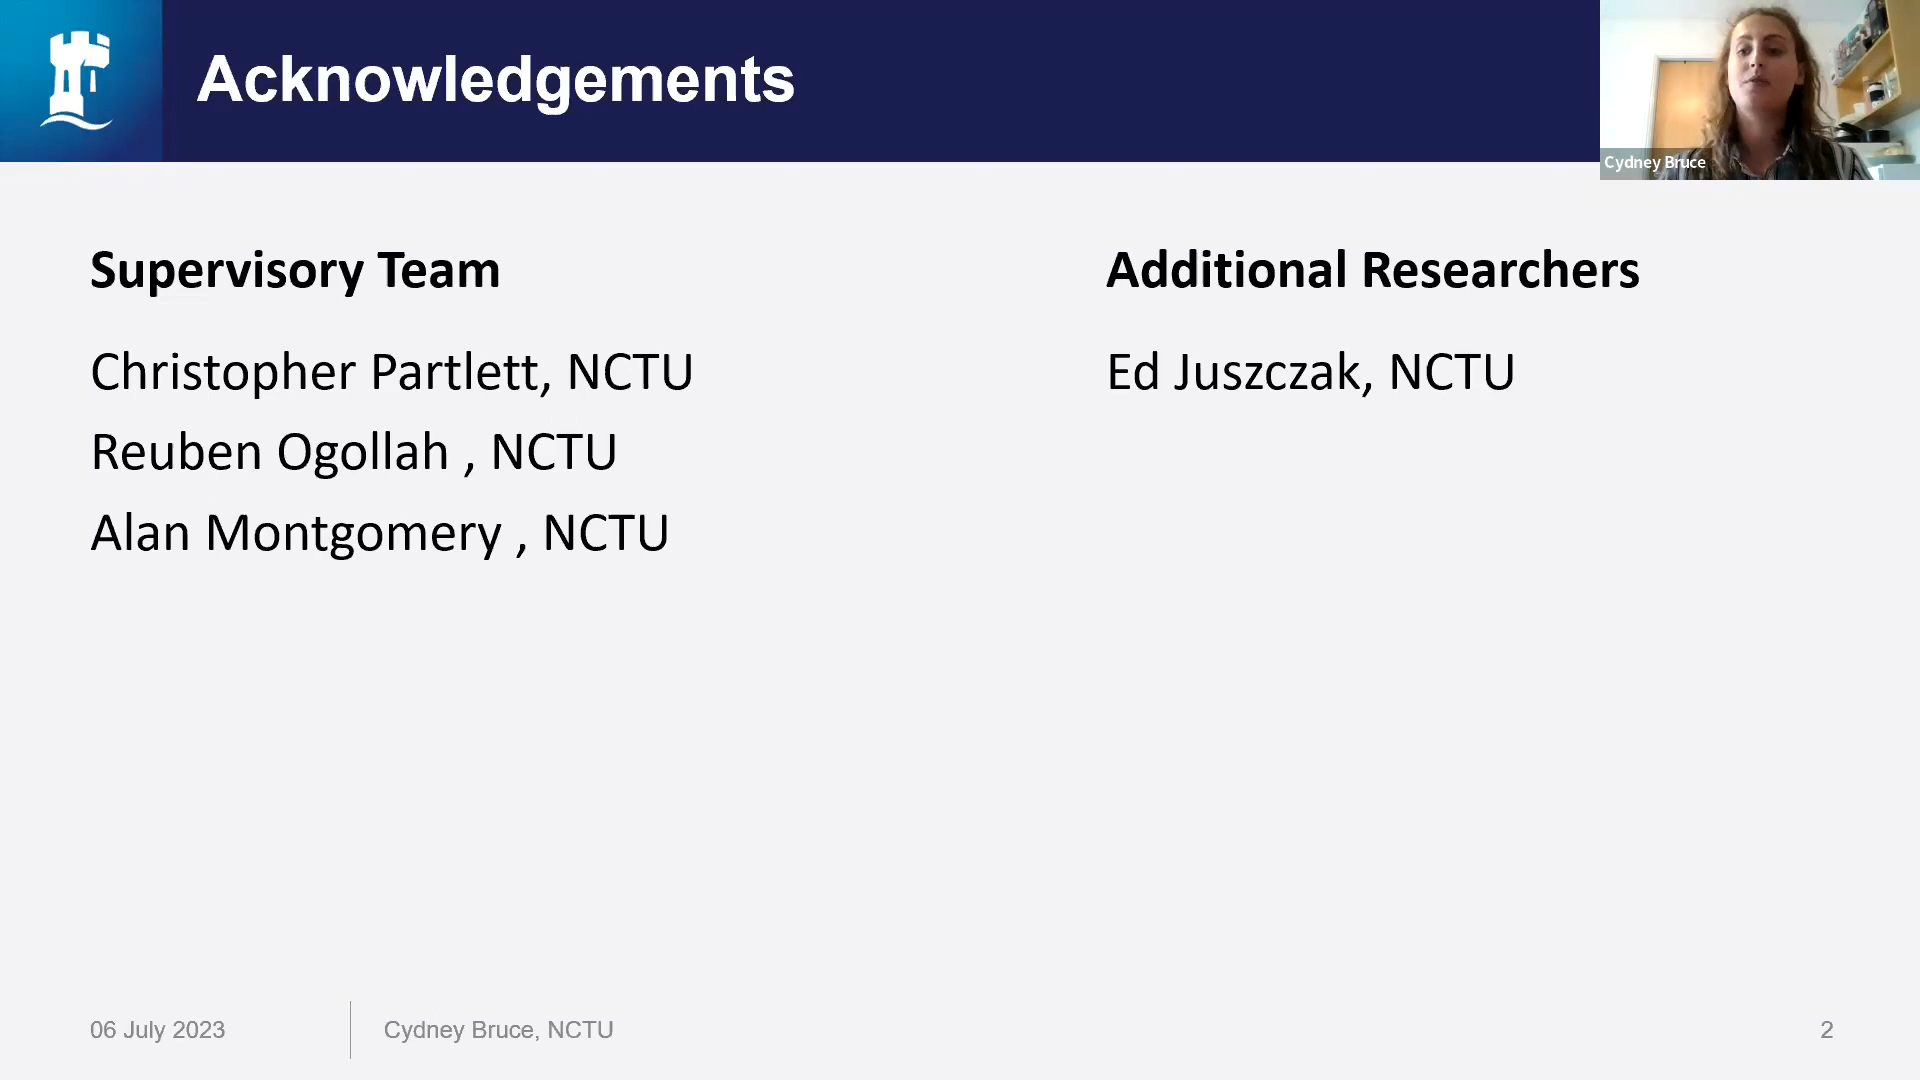 Acknowledgements
Cydney Bruce
Supervisory Team
Christopher Partlett, NCTU
Reuben Ogollah , NCTU
Alan Montgomery , NCTU
Additional Researchers
Ed Juszczak, NCTU
06 July 2023
Cydney Bruce, NCTU
2